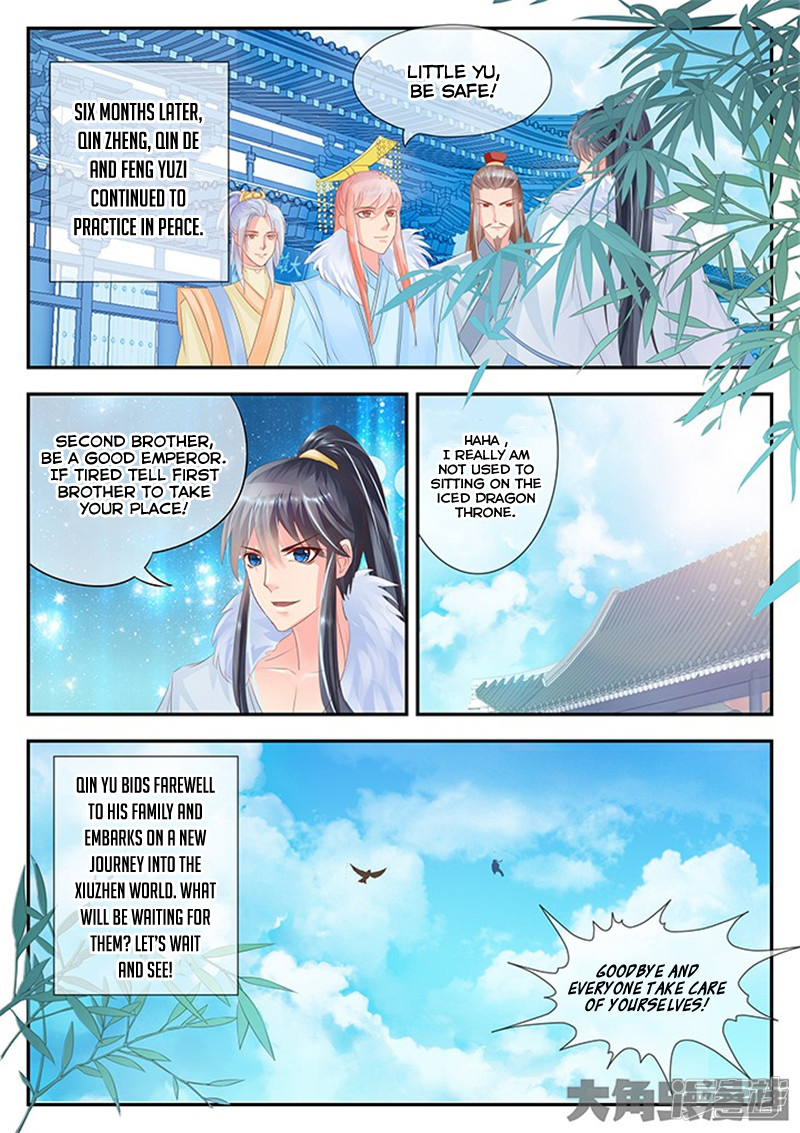 SIX MONTHS LATER,
QIN ZHENG, QIN DE
AND FENG YUZI
CONTINUED TO
PRACTICE IN PEACE.
LITTLE YU,
BE SAFE!
大
SECOND BROTHER,
BE A GOOD EMPEROR.
IF TIRED TELL FIRST
BROTHER TO TAKE
YOUR PLACE!
HAHA ,
I REALLY AM
NOT USED TO
SITTING ON THE
ICED DRAGON
THRONE.
QIN YU BIDS FAREWELL
TO HIS FAMILY AND
EMBARKS ON A NEW
JOURNEY INTO THE
XIUZHEN WORLD. WHAT
WILL BE WAITING FOR
THEM? LET'S WAIT
AND SEE!
GOODBYE AND
EVERYONE TAKE CARE
OF YOURSELVES!
大角